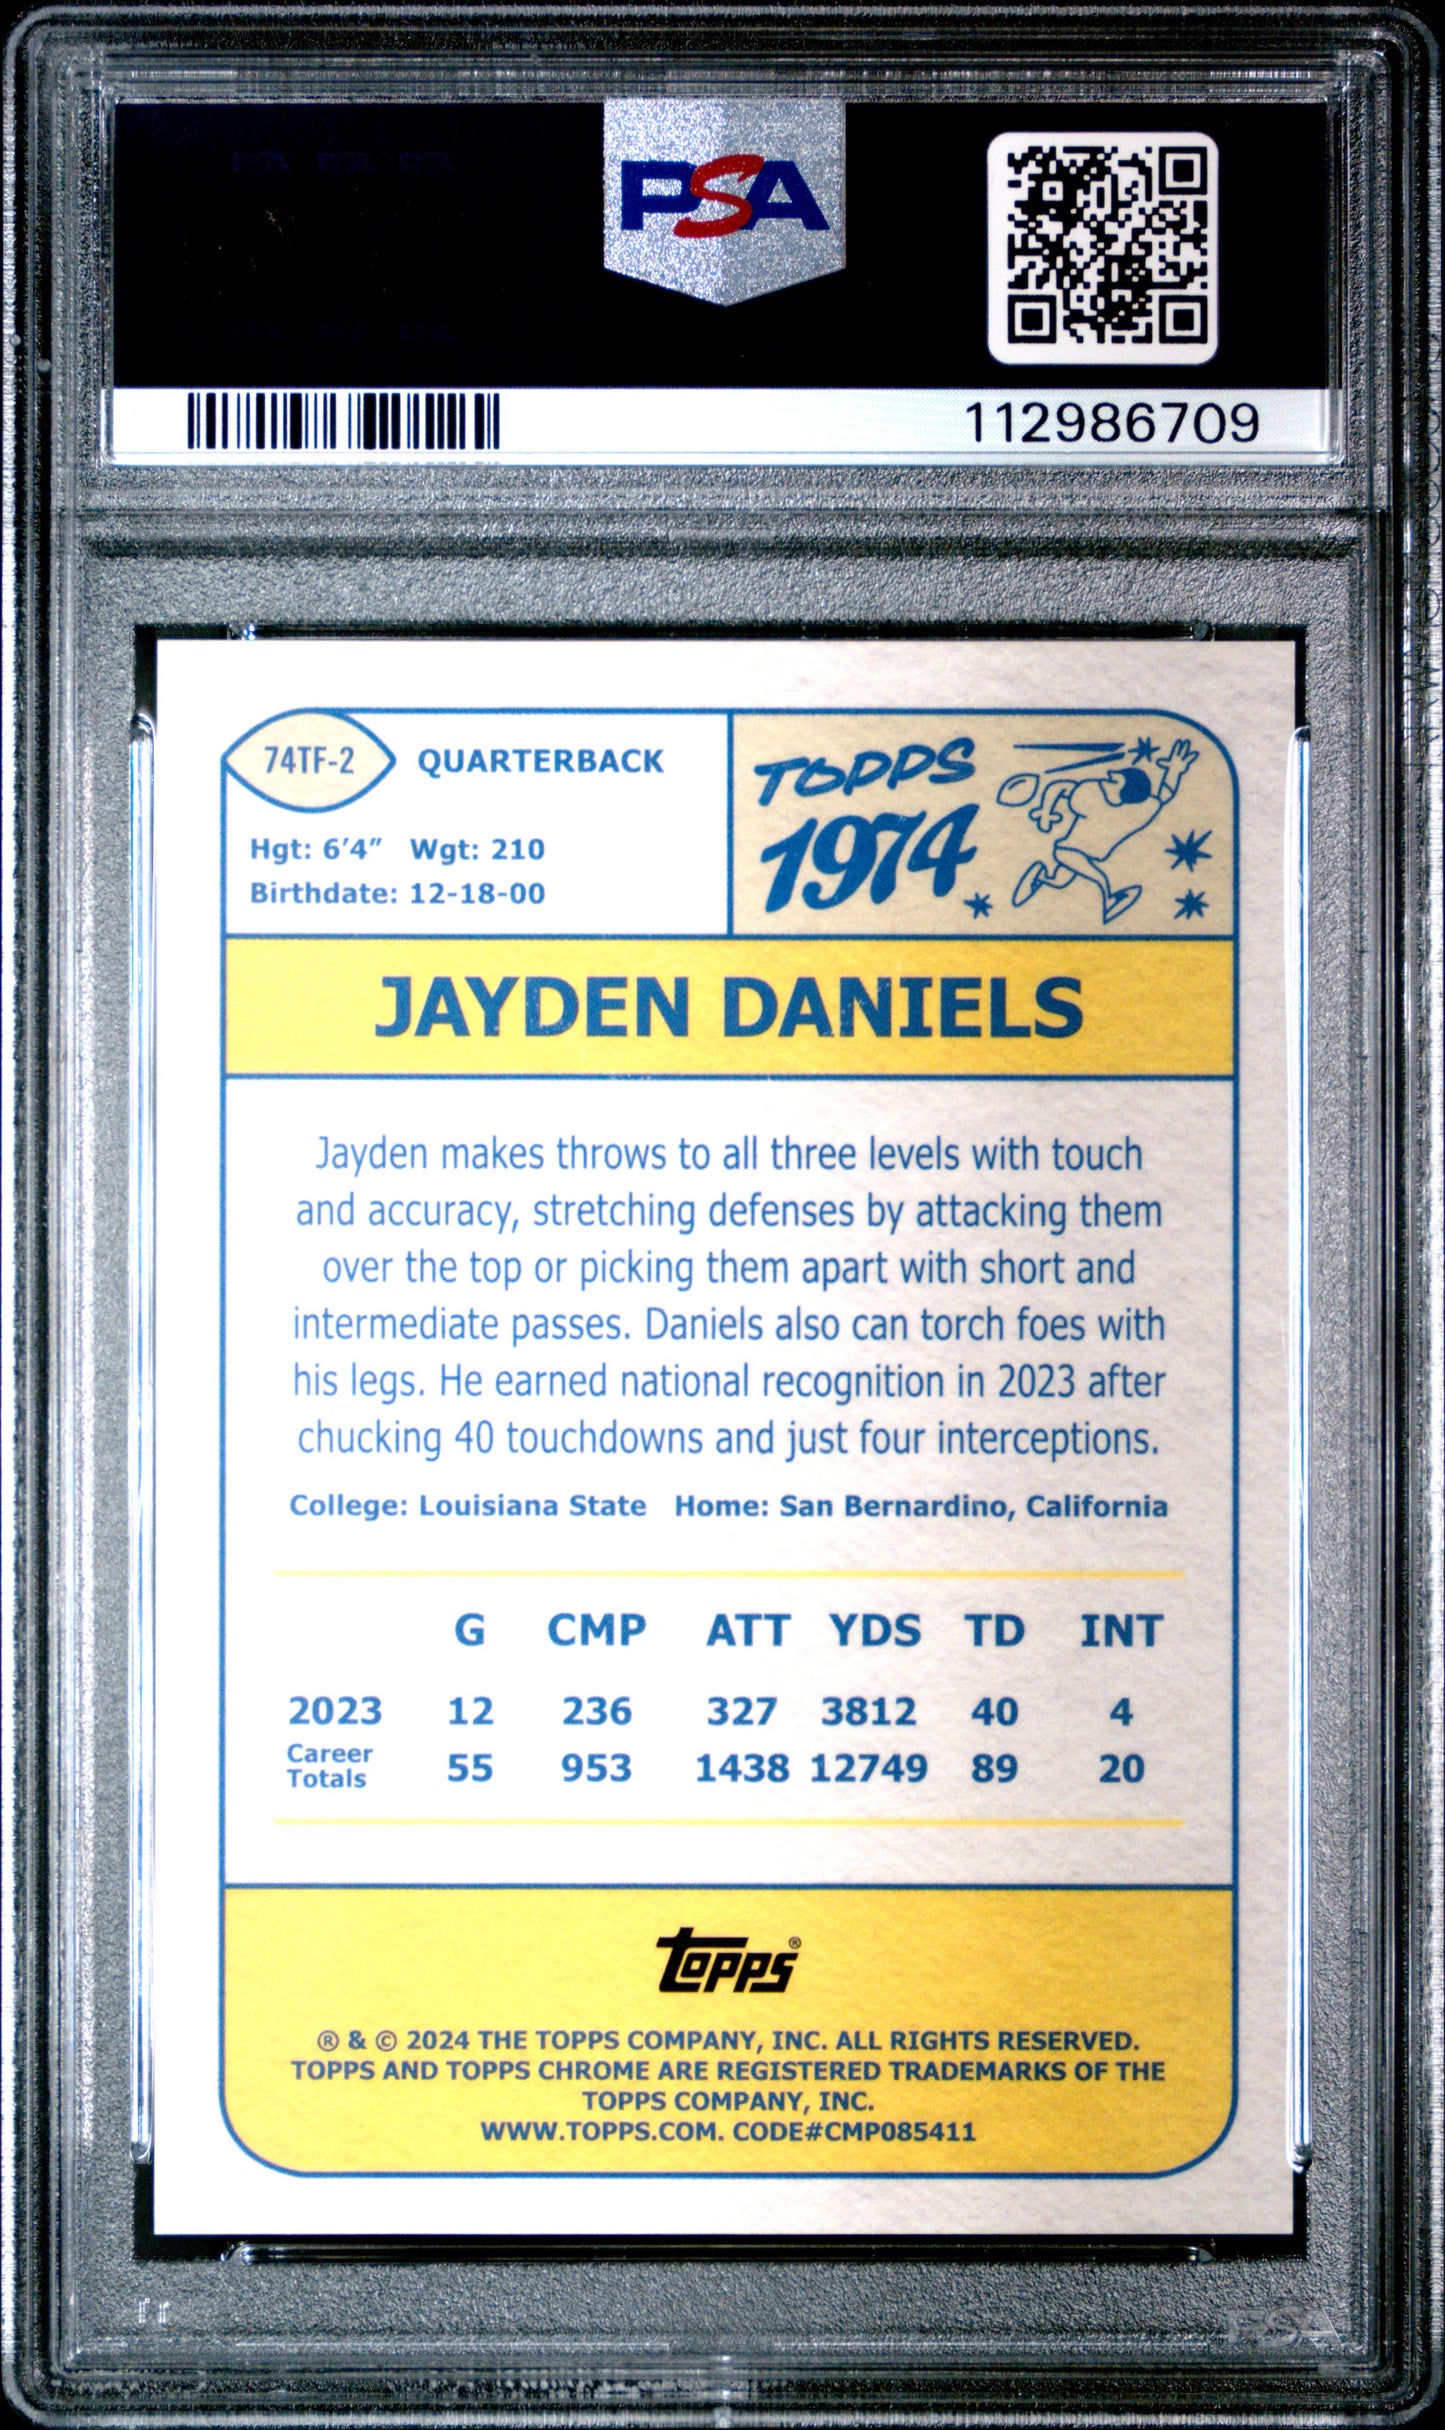 PSA
112986709
74TF-2
QUARTERBACK
TOPPS
1974
Hgt: 6'4" Wgt: 210
Birthdate: 12-18-00
JAYDEN DANIELS
Jayden makes throws to all three levels with touch
and accuracy, stretching defenses by attacking them
over the top or picking them apart with short and
intermediate passes. Daniels also can torch foes with
his legs. He earned national recognition in 2023 after
chucking 40 touchdowns and just four interceptions.
College: Louisiana State Home: San Bernardino, California
G CMP ATT YDS TD INT
2023 12 236 327 3812 40 4
Career
Totals 55 953 1438 12749 89 20
topps®
® & © 2024 THE TOPPS COMPANY, INC. ALL RIGHTS RESERVED.
TOPPS AND TOPPS CHROME ARE REGISTERED TRADEMARKS OF THE
TOPPS COMPANY, INC.
WWW.TOPPS.COM. CODE#CMP085411
PSA